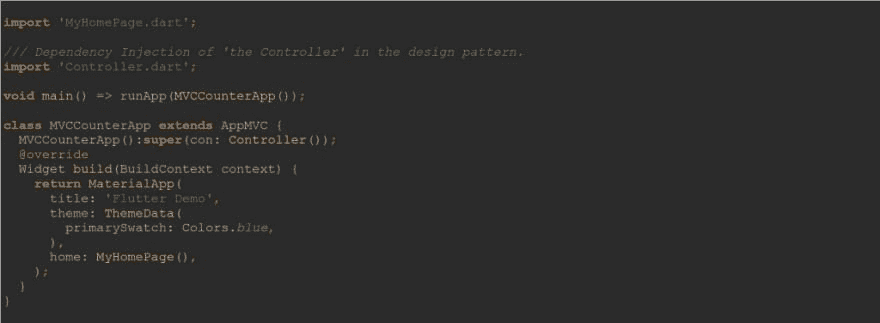 import 'MyHomePage.dart';
/// Dependency Injection of 'the Controller' in the design pattern.
import 'Controller.dart';
void main() => runApp(MVCCounterApp());
class MVCCounterApp extends AppMVC {
MVCCounterApp():super(con: Controller());
@override
Widget build(BuildContext context) {
return MaterialApp(
title: 'Flutter Demo',
theme: ThemeData(
primarySwatch: Colors.blue,
),
home: MyHomePage(),
);
}
}